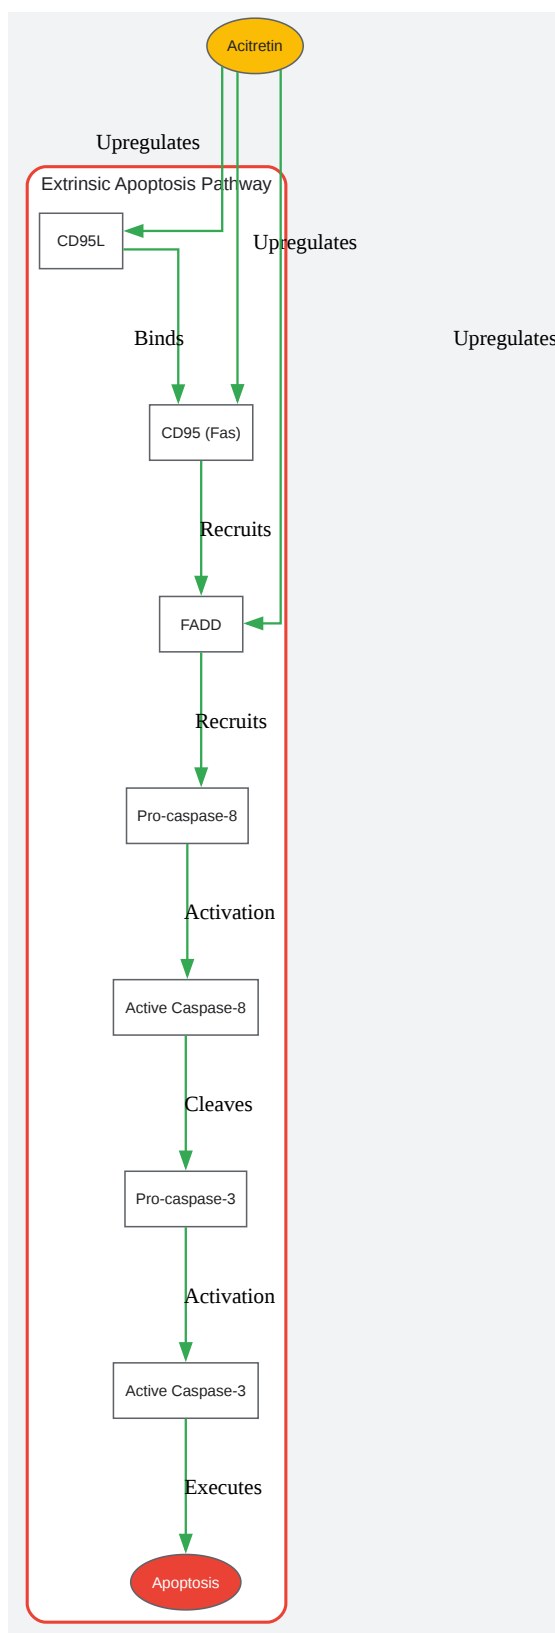 Acitretin
Upregulates
Extrinsic Apoptosis Pathway
CD95L
Upregulates
Binds
Upregulates
CD95 (Fas)
Recruits
FADD
Recruits
Pro-caspase-8
Activation
Active Caspase-8
Cleaves
Pro-caspase-3
Activation
Active Caspase-3
Executes
Apoptosis